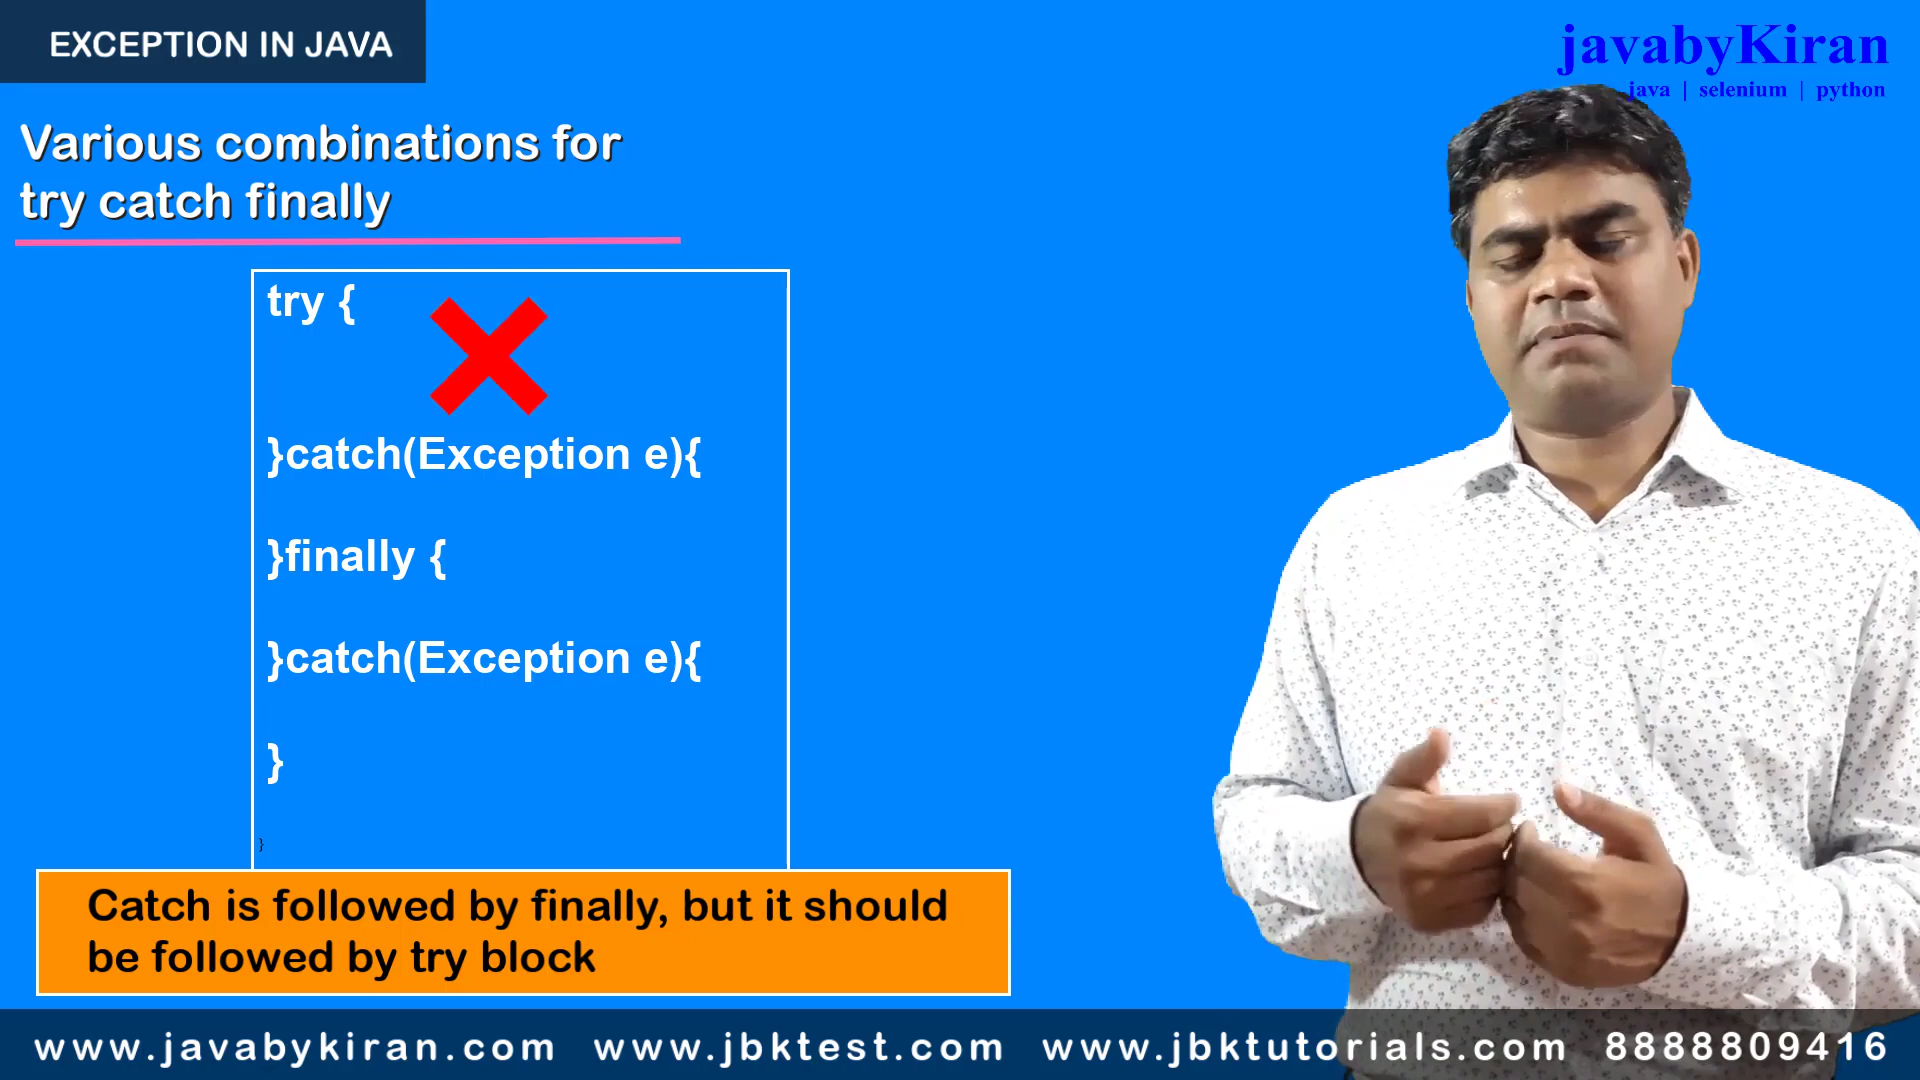 EXCEPTION IN JAVA
javabyKiran
java | selenium | python
Various combinations for
try catch finally
try {
}catch(Exception e){
}finally {
}catch(Exception e){
}
}
Catch is followed by finally, but it should
be followed by try block
www.javabykiran.com www.jbktest.com www.jbktutorials.com 8888809416